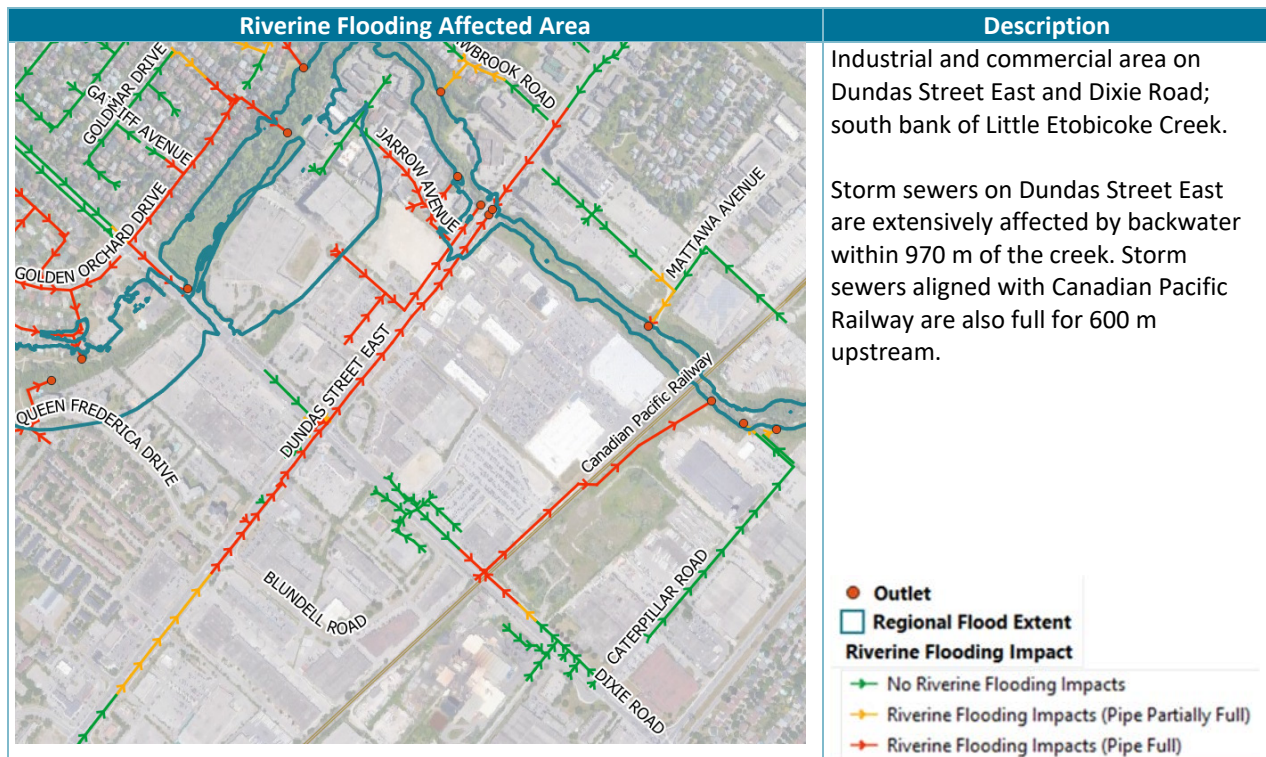 Riverine Flooding Affected Area
Description
GOLDMAR DRIVE
JARROW AVENUE
MATTAWA AVENUE
GOLDEN ORCHARD DRIVE
DUNDAS STREET EAST
QUEEN FREDERICA DRIVE
Canadian Pacific Railway
BLUNDELL ROAD
CATERPILLAR ROAD
DIXIE ROAD
Industrial and commercial area on
Dundas Street East and Dixie Road;
south bank of Little Etobicoke Creek.
Storm sewers on Dundas Street East
are extensively affected by backwater
within 970 m of the creek. Storm
sewers aligned with Canadian Pacific
Railway are also full for 600 m
upstream.
Outlet
Regional Flood Extent
Riverine Flooding Impact
No Riverine Flooding Impacts
Riverine Flooding Impacts (Pipe Partially Full)
Riverine Flooding Impacts (Pipe Full)